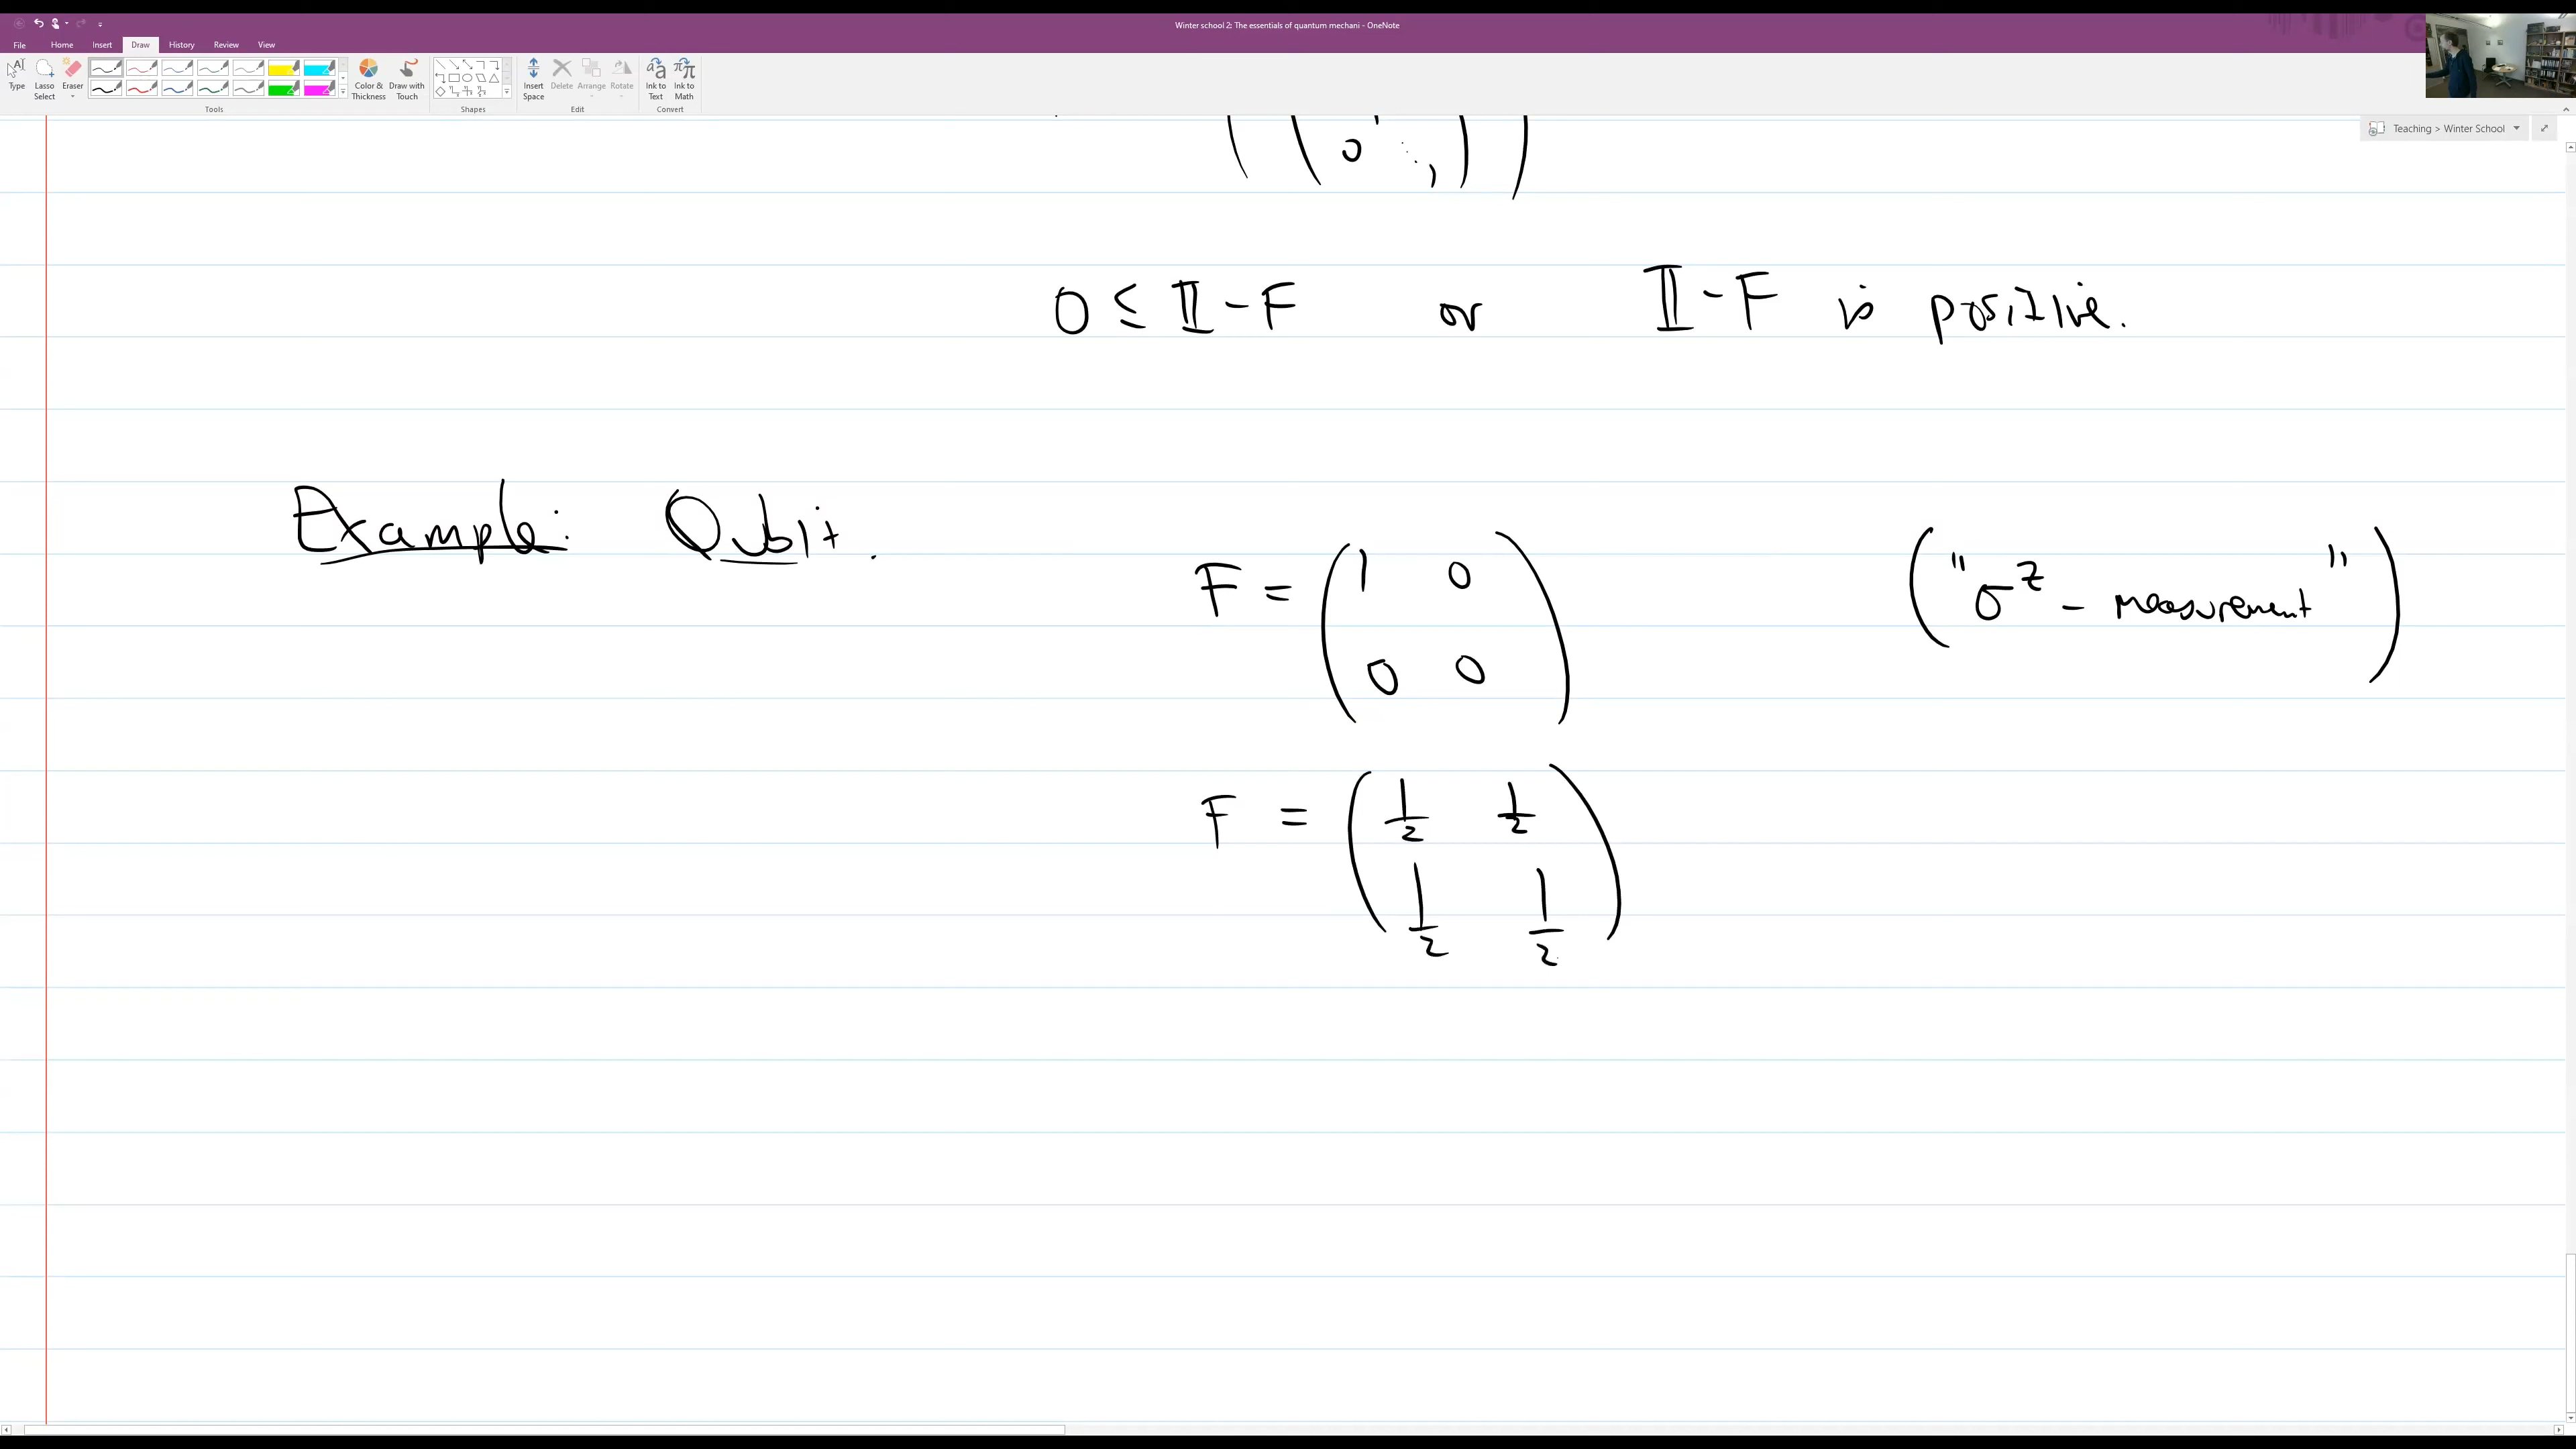 Winter school 2: The essentials of quantum mechani - OneNote
File Home Insert Draw History Review View
Type Lasso Select Eraser Color & Thickness Draw with Touch Insert Space Delete Arrange Rotate Ink to Text Ink to Math
Tools Shapes Edit Convert
Teaching > Winter School
0
0 ≤ 𝕀 - F or 𝕀 - F is positive.
Example: Qubit.
F = ( 1 0 ("σ^z - measurement")
0 0 )
F = ( 1/2 1/2
1/2 1/2 )